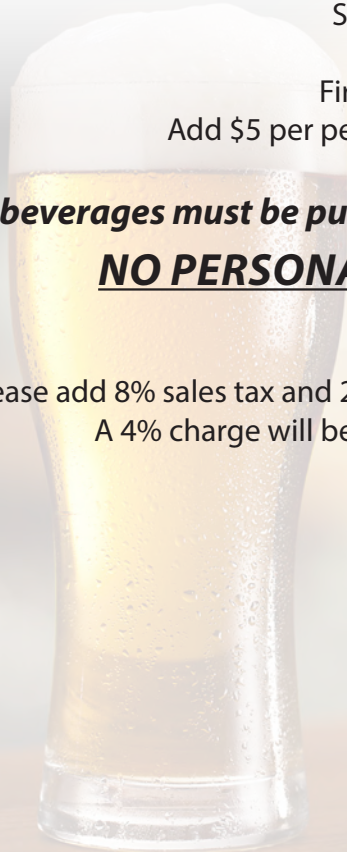 S
Fir
Add $5 per pe
beverages must be pu
NO PERSONA
ease add 8% sales tax and 2
A 4% charge will be